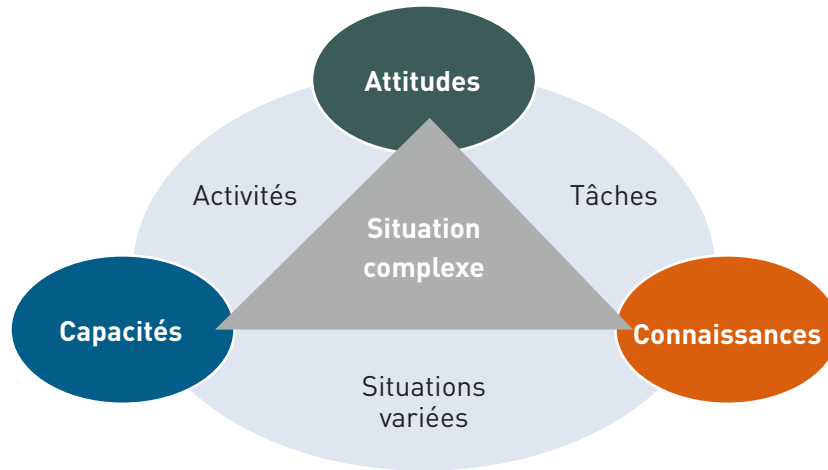 Attitudes
Activités
Tâches
Situation
complexe
Capacités
Connaissances
Situations
variées